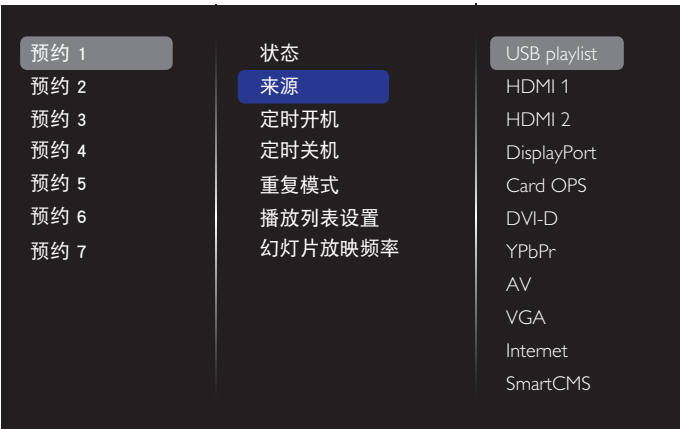 预约 1
预约 2
预约 3
预约 4
预约 5
预约 6
预约 7
状态
来源
定时开机
定时关机
重复模式
播放列表设置
幻灯片放映频率
USB playlist
HDMI 1
HDMI 2
DisplayPort
Card OPS
DVI-D
YPbPr
AV
VGA
Internet
SmartCMS